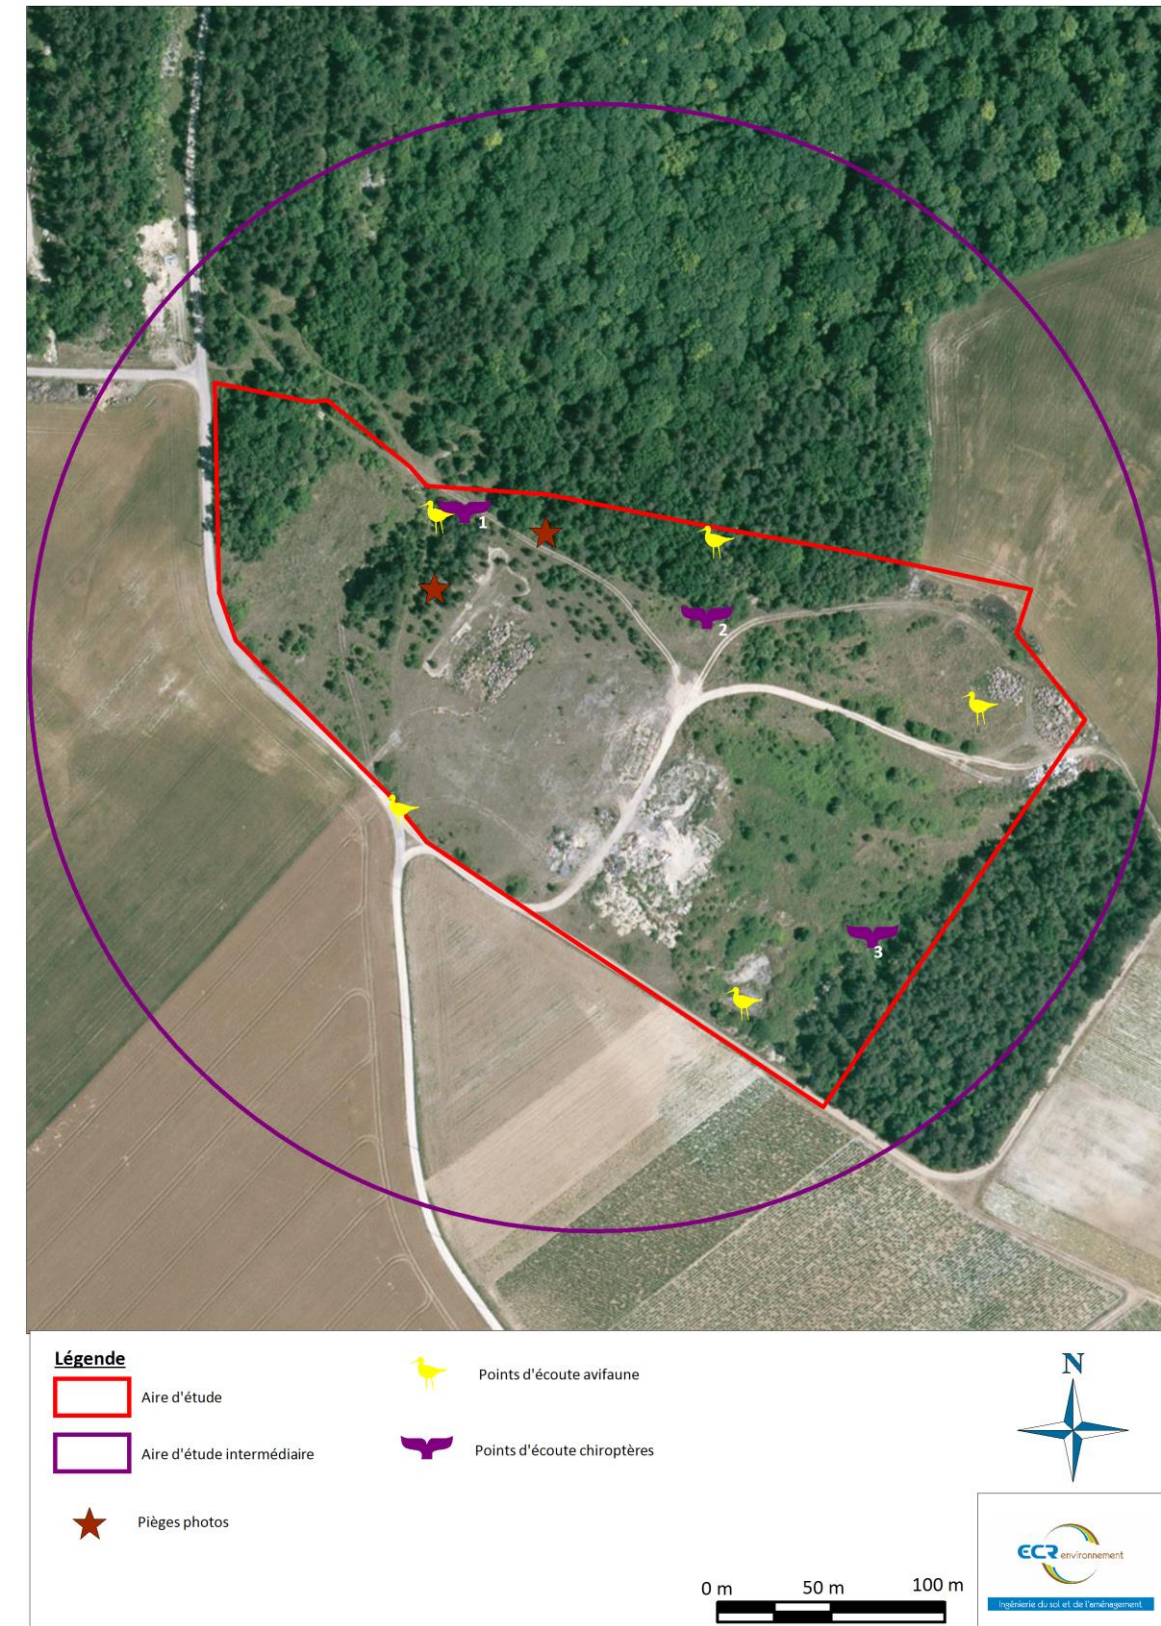 1
2
3
Légende
Aire d'étude
Aire d'étude intermédiaire
Pièges photos
Points d'écoute avifaune
Points d'écoute chiroptères
N
0 m 50 m 100 m
ECR environnement
Ingénierie du sol et de l'aménagement